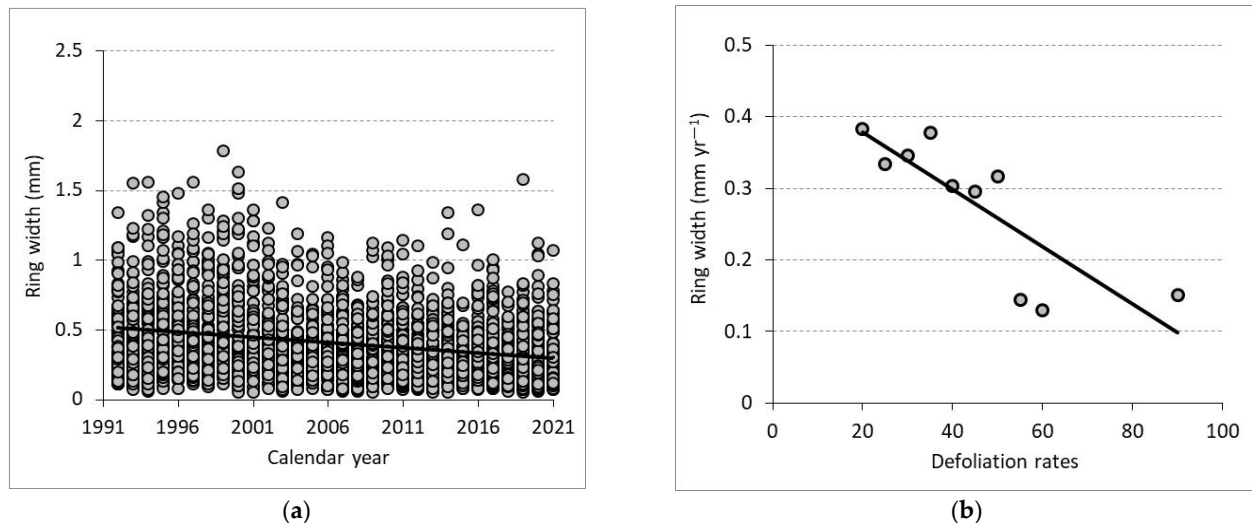 2.5
2
1.5
1
0.5
0
Ring width (mm)
1991 1996 2001 2006 2011 2016 2021
Calendar year
(a)
0.5
0.4
0.3
0.2
0.1
0
Ring width (mm yr—1)
0 20 40 60 80 100
Defoliation rates
(b)